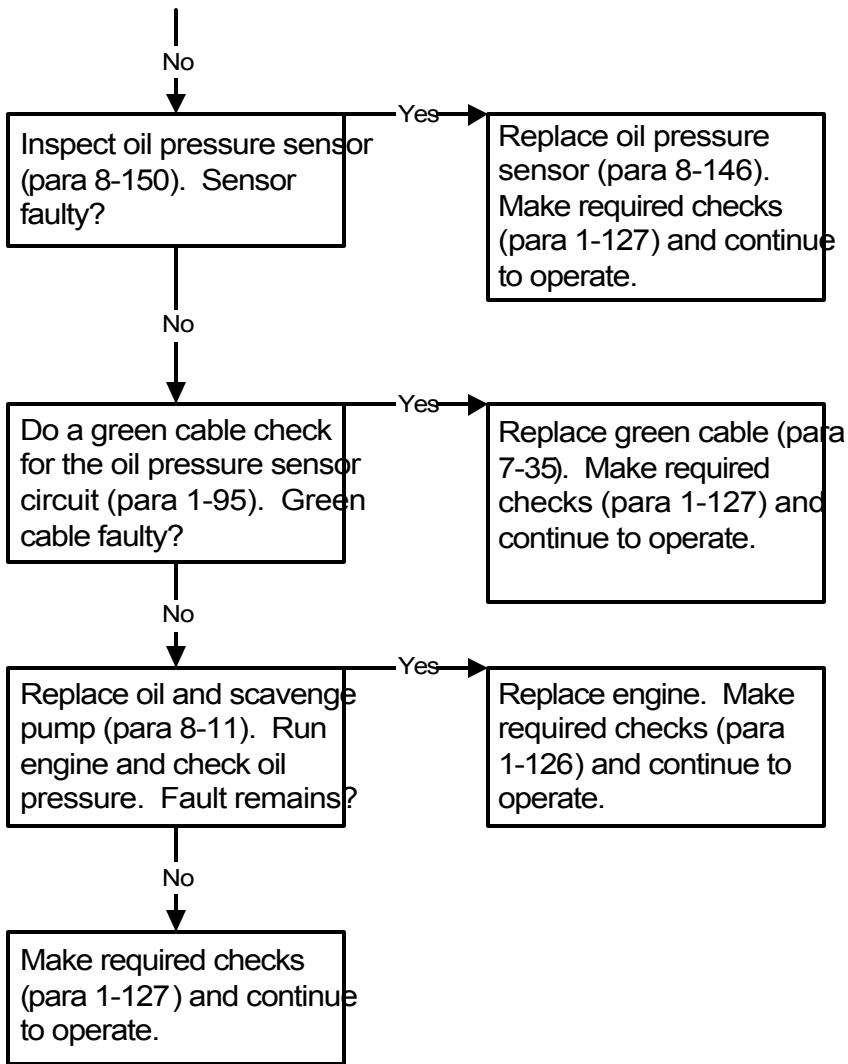 No
Inspect oil pressure sensor
(para 8-150). Sensor
faulty?
Yes
Replace oil pressure
sensor (para 8-146).
Make required checks
(para 1-127) and continue
to operate.
No
Do a green cable check
for the oil pressure sensor
circuit (para 1-95). Green
cable faulty?
Yes
Replace green cable (para
7-35). Make required
checks (para 1-127) and
continue to operate.
No
Replace oil and scavenge
pump (para 8-11). Run
engine and check oil
pressure. Fault remains?
Yes
Replace engine. Make
required checks (para
1-126) and continue to
operate.
No
Make required checks
(para 1-127) and continue
to operate.